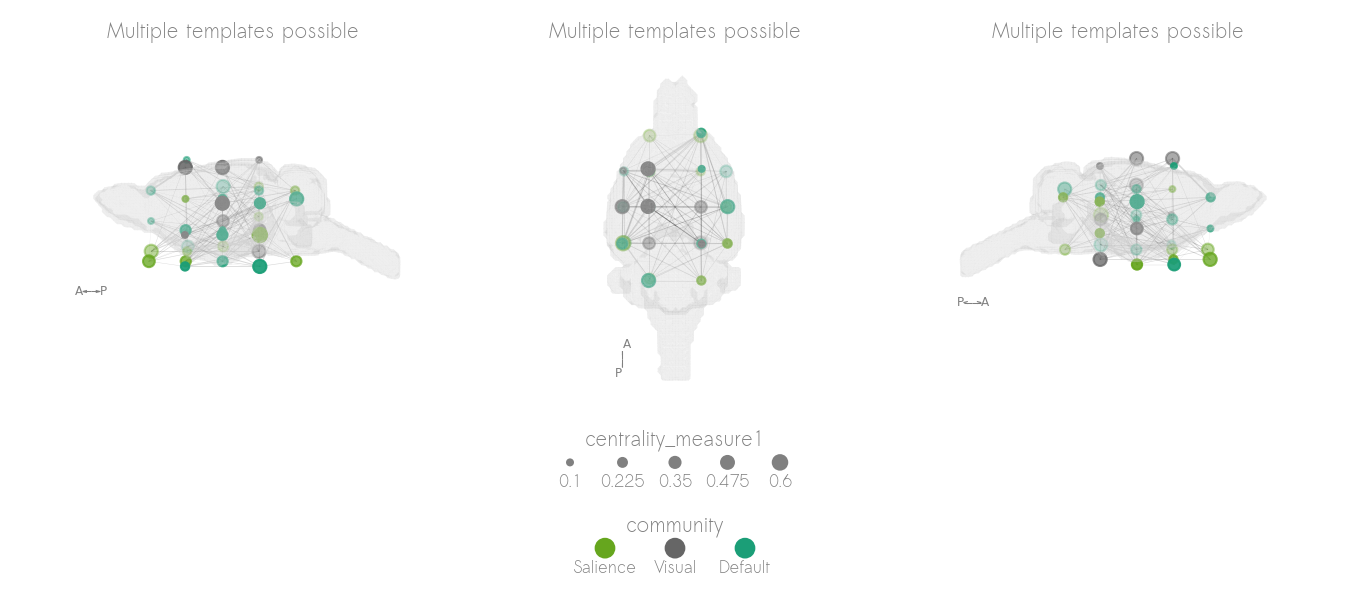 Multiple templates possible
Multiple templates possible
Multiple templates possible
A P
P A
A
P
centrality_measure1
0.1 0.225 0.35 0.475 0.6
community
Salience Visual Default